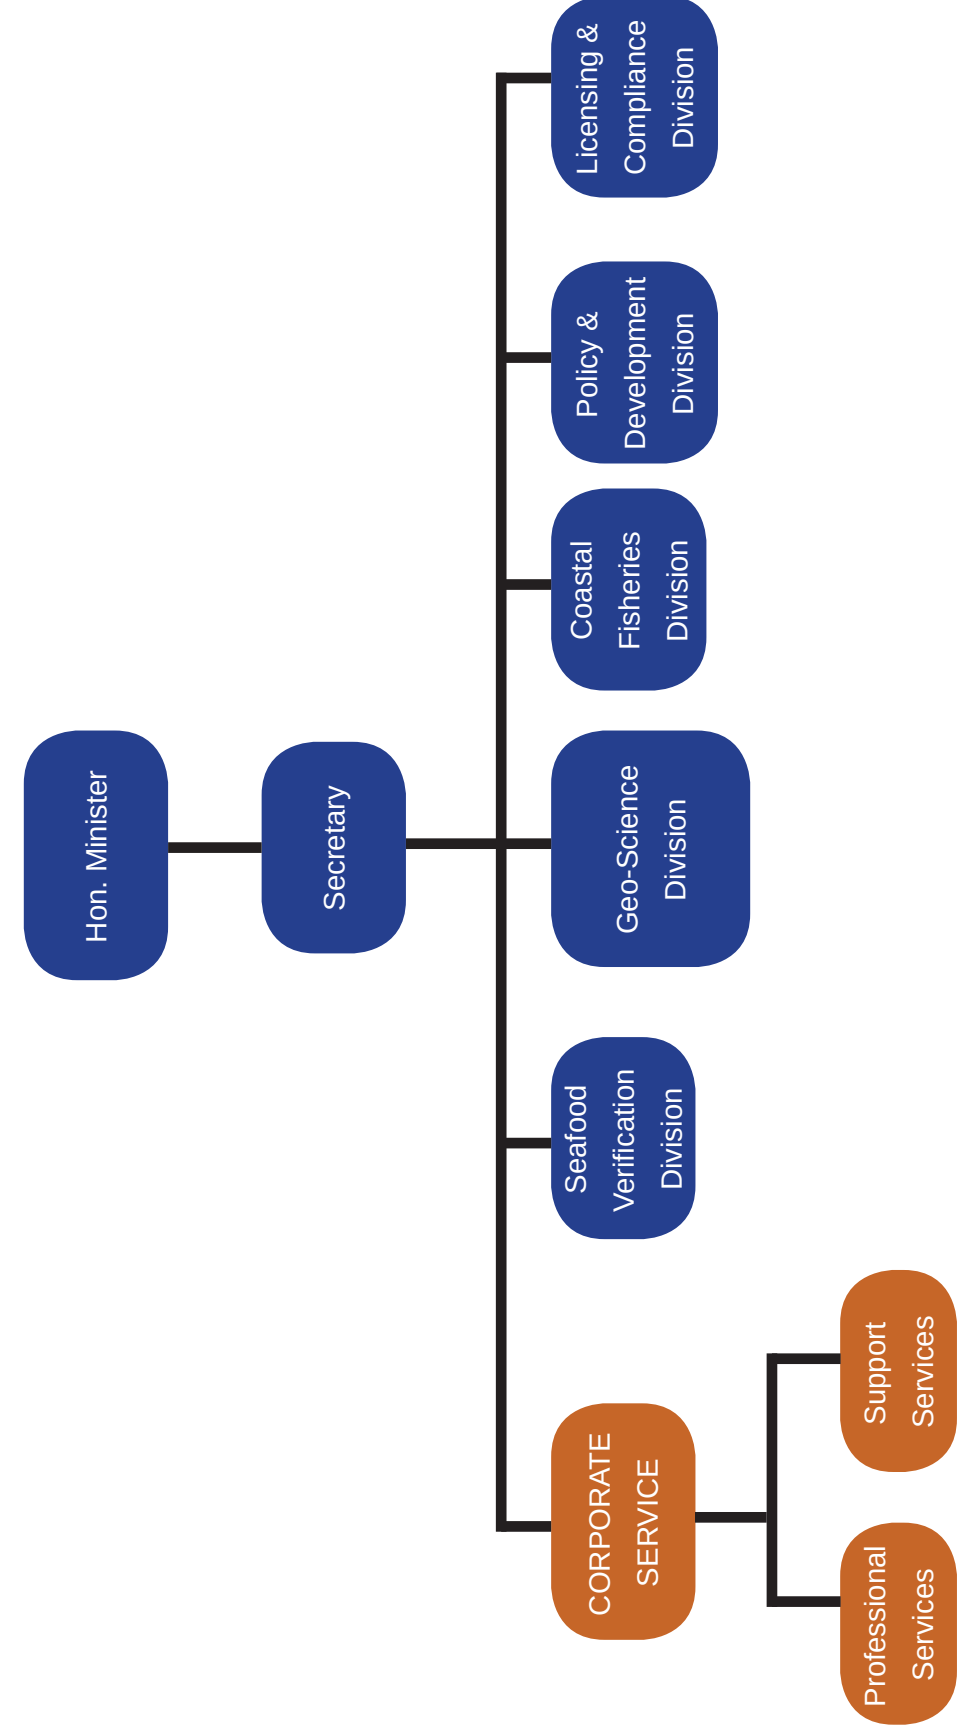 Hon. Minister
Secretary
CORPORATE
SERVICE
Seafood
Verification
Division
Geo-Science
Division
Coastal
Fisheries
Division
Policy &
Development
Division
Licensing &
Compliance
Division
Professional
Services
Support
Services